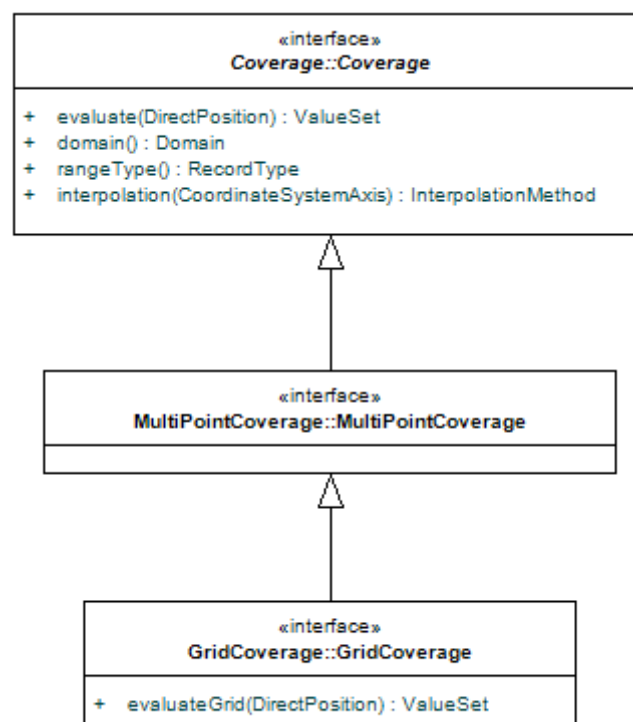 «interface»
Coverage::Coverage
+ evaluate(DirectPosition) : ValueSet
+ domain() : Domain
+ rangeType() : RecordType
+ interpolation(CoordinateSystemAxis) : InterpolationMethod
«interface»
MultiPointCoverage::MultiPointCoverage
«interface»
GridCoverage::GridCoverage
+ evaluateGrid(DirectPosition) : ValueSet